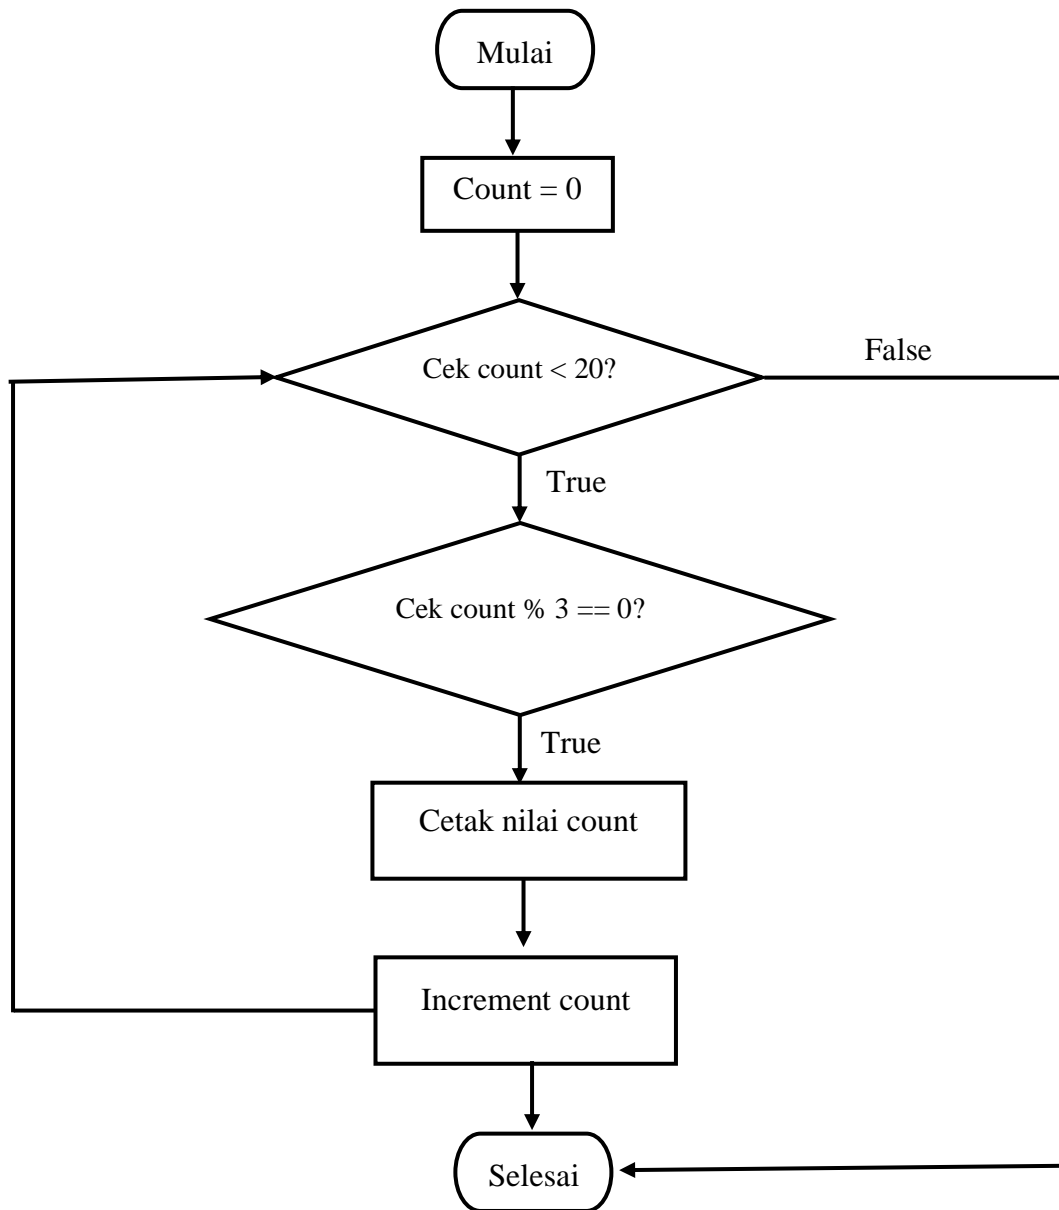 Mulai
Count = 0
Cek count < 20?
False
True
Cek count % 3 == 0?
True
Cetak nilai count
Increment count
Selesai